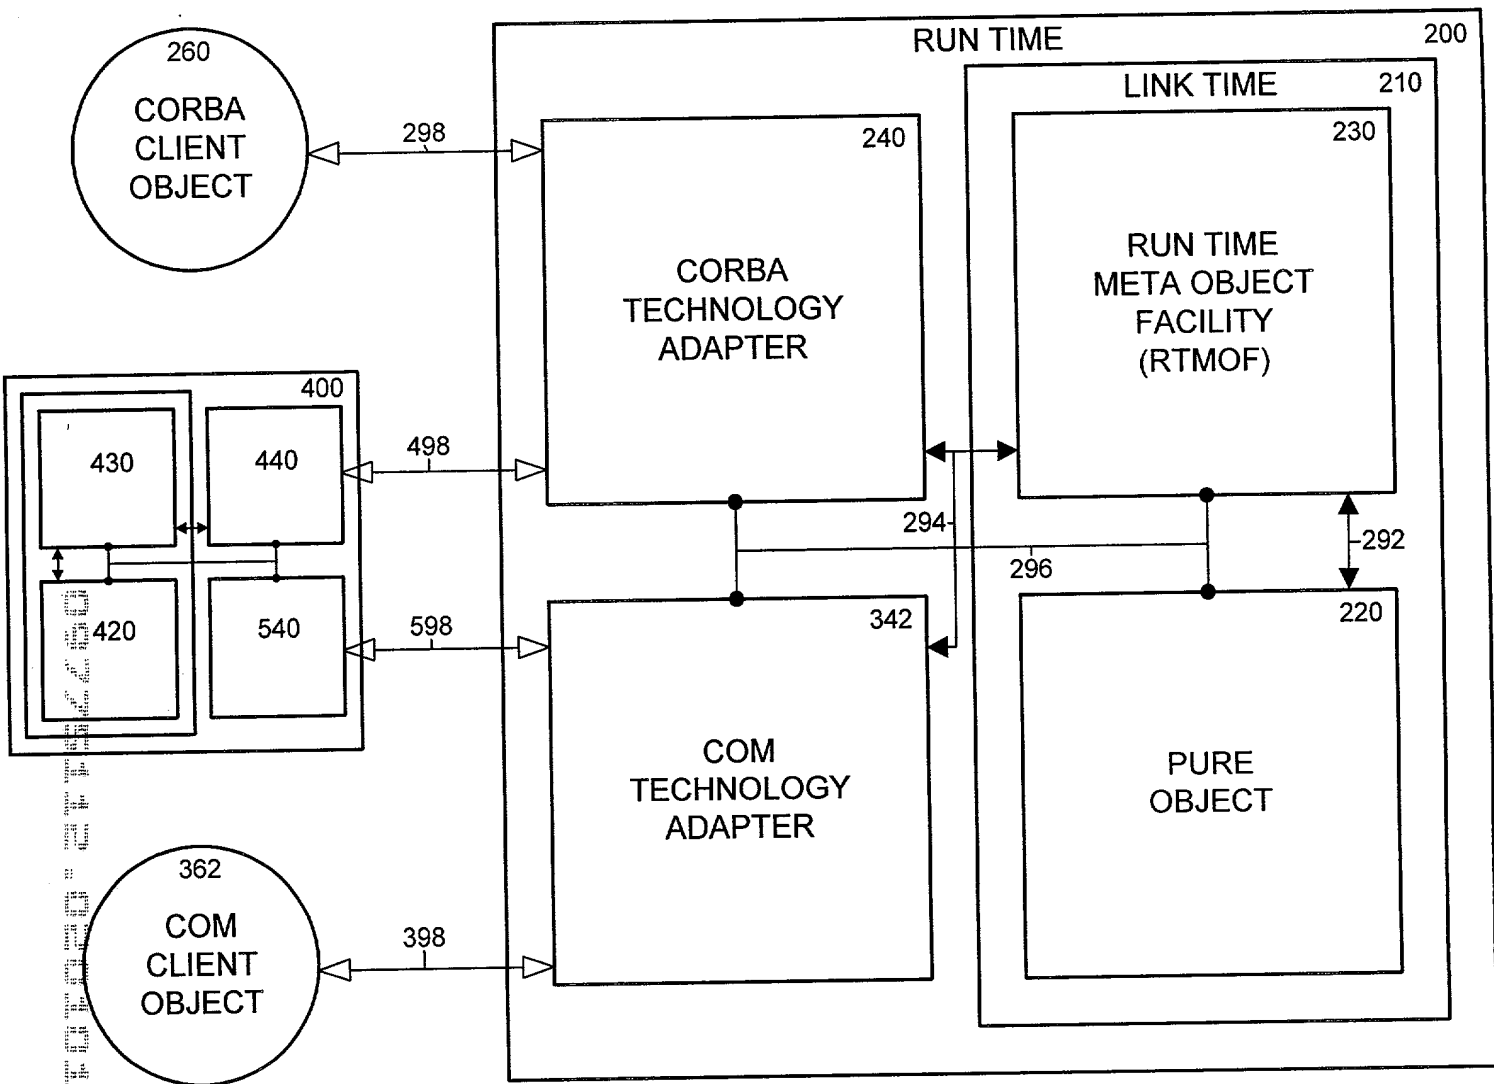 RUN TIME 200
LINK TIME 210
260
CORBA
CLIENT
OBJECT
298
240
CORBA
TECHNOLOGY
ADAPTER
230
RUN TIME
META OBJECT
FACILITY
(RTMOF)
400
430
440
420
540
498
598
294
296
292
342
COM
TECHNOLOGY
ADAPTER
220
PURE
OBJECT
362
COM
CLIENT
OBJECT
398